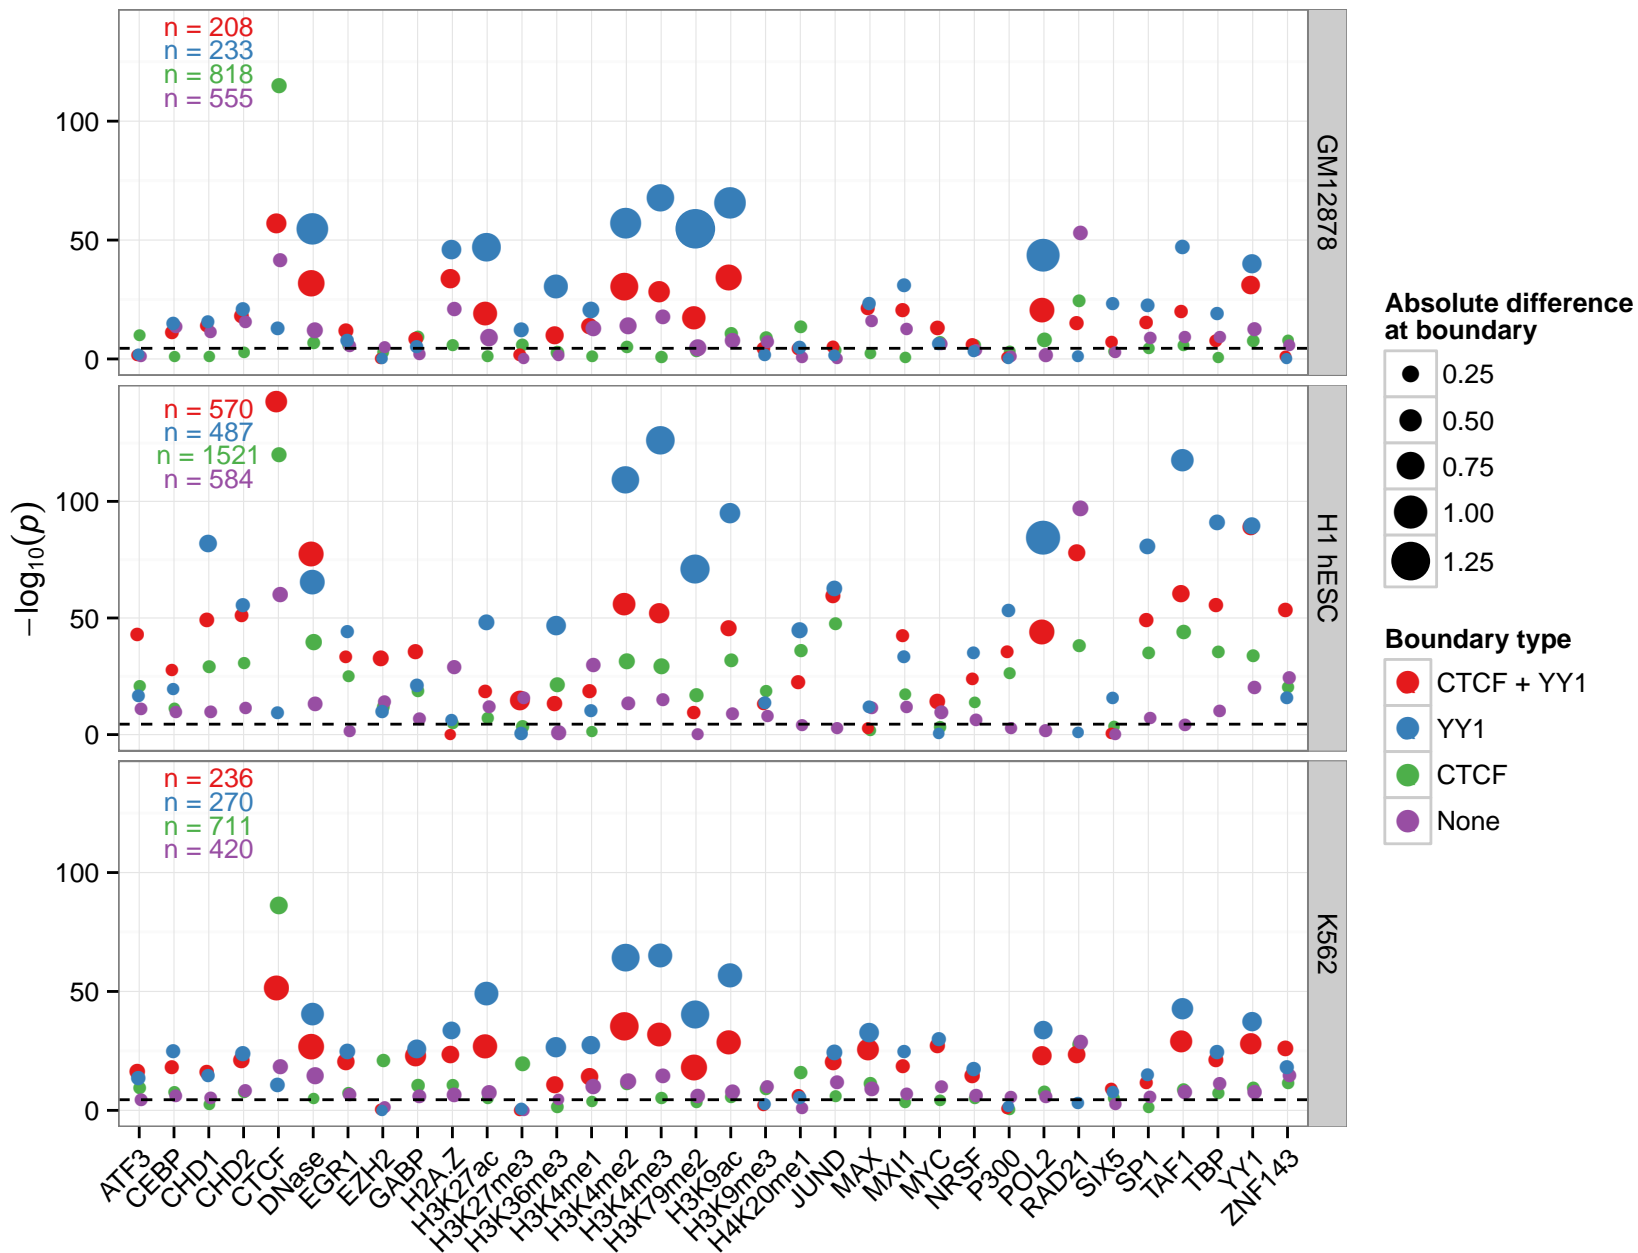 n = 208
n = 233
n = 818
n = 555
100
50
0
GM12878
n = 570
n = 487
n = 1521
n = 584
100
50
0
H1 hESC
−log10(p)
n = 236
n = 270
n = 711
n = 420
100
50
0
K562
ATF3
CEBP
CHD1
CHD2
CTCF
DNase
EGR1
EZH2
GABP
H2A.Z
H3K27ac
H3K27me3
H3K36me3
H3K4me1
H3K4me2
H3K4me3
H3K79me2
H3K9ac
H3K9me3
H4K20me1
JUND
MAX
MXI1
MYC
NRSF
P300
POL2
RAD21
SIX5
SP1
TAF1
TBP
YY1
ZNF143
Absolute difference
at boundary
0.25
0.50
0.75
1.00
1.25
Boundary type
CTCF + YY1
YY1
CTCF
None